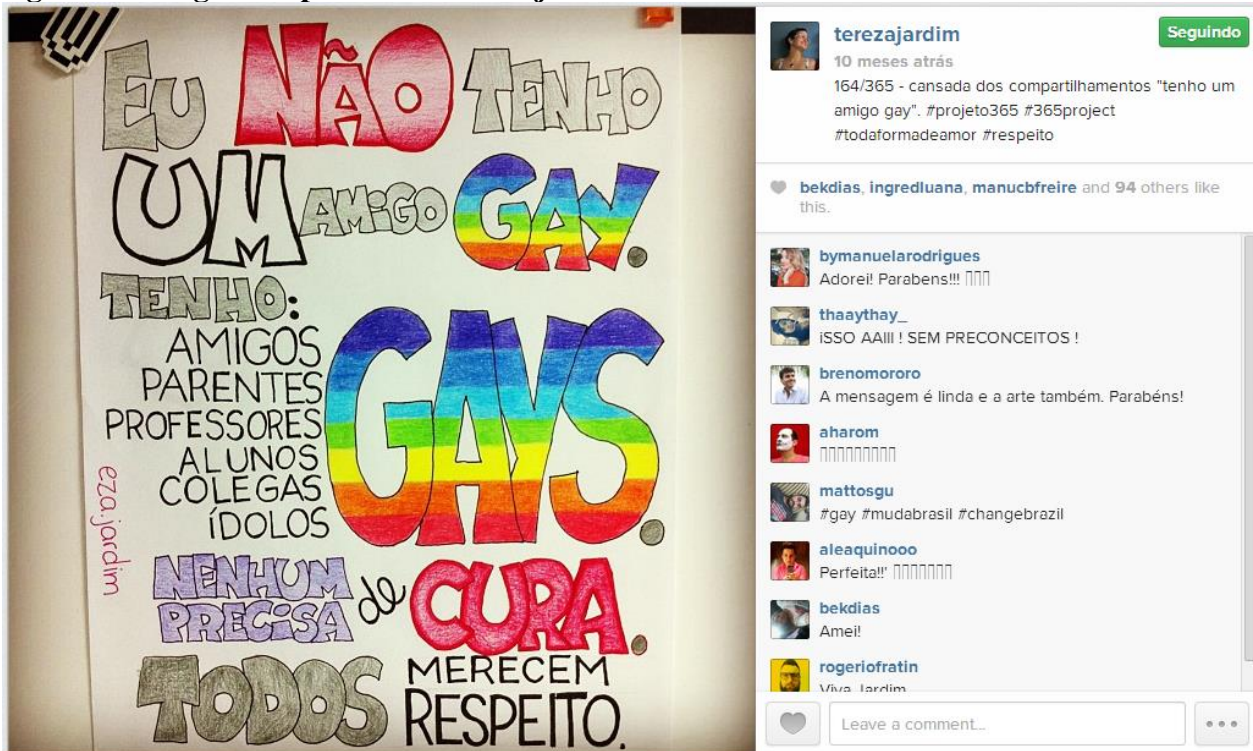 EU NÃO TENHO
UM AMIGO GAY.
TENHO:
AMIGOS
PARENTES
PROFESSORES
ALUNOS
COLEGAS
ÍDOLOS
GAYS.
eza.jardim
NENHUM
PRECISA de CURA.
TODOS MERECEM
RESPEITO.
terezajardim
Seguindo
10 meses atrás
164/365 - cansada dos compartilhamentos "tenho um
amigo gay". #projeto365 #365project
#todaformadeamor #respeito
bekdias, ingredluana, manucbfreire and 94 others like
this.
bymanuelarodrigues
Adorei! Parabens!!!
thaaythay_
iSSO AAIII ! SEM PRECONCEITOS !
brenomororo
A mensagem é linda e a arte também. Parabéns!
aharom
mattosgu
#gay #mudabrasil #changebrazil
aleaquinooo
Perfeita!!'
bekdias
Amei!
rogeriofratin
Viva Jardim
Leave a comment...